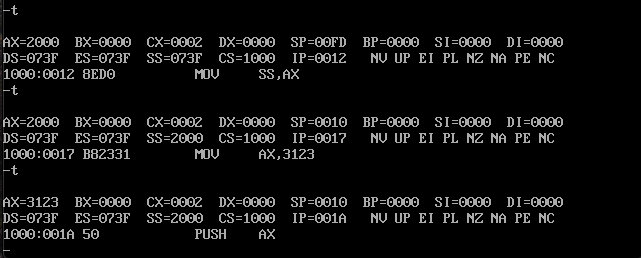 -t
AX=2000 BX=0000 CX=0002 DX=0000 SP=00FD BP=0000 SI=0000 DI=0000
DS=073F ES=073F SS=073F CS=1000 IP=0012 NV UP EI PL NZ NA PE NC
1000:0012 8ED0 MOV SS,AX
-t
AX=2000 BX=0000 CX=0002 DX=0000 SP=0010 BP=0000 SI=0000 DI=0000
DS=073F ES=073F SS=2000 CS=1000 IP=0017 NV UP EI PL NZ NA PE NC
1000:0017 B82331 MOV AX,3123
-t
AX=3123 BX=0000 CX=0002 DX=0000 SP=0010 BP=0000 SI=0000 DI=0000
DS=073F ES=073F SS=2000 CS=1000 IP=001A NV UP EI PL NZ NA PE NC
1000:001A 50 PUSH AX
-